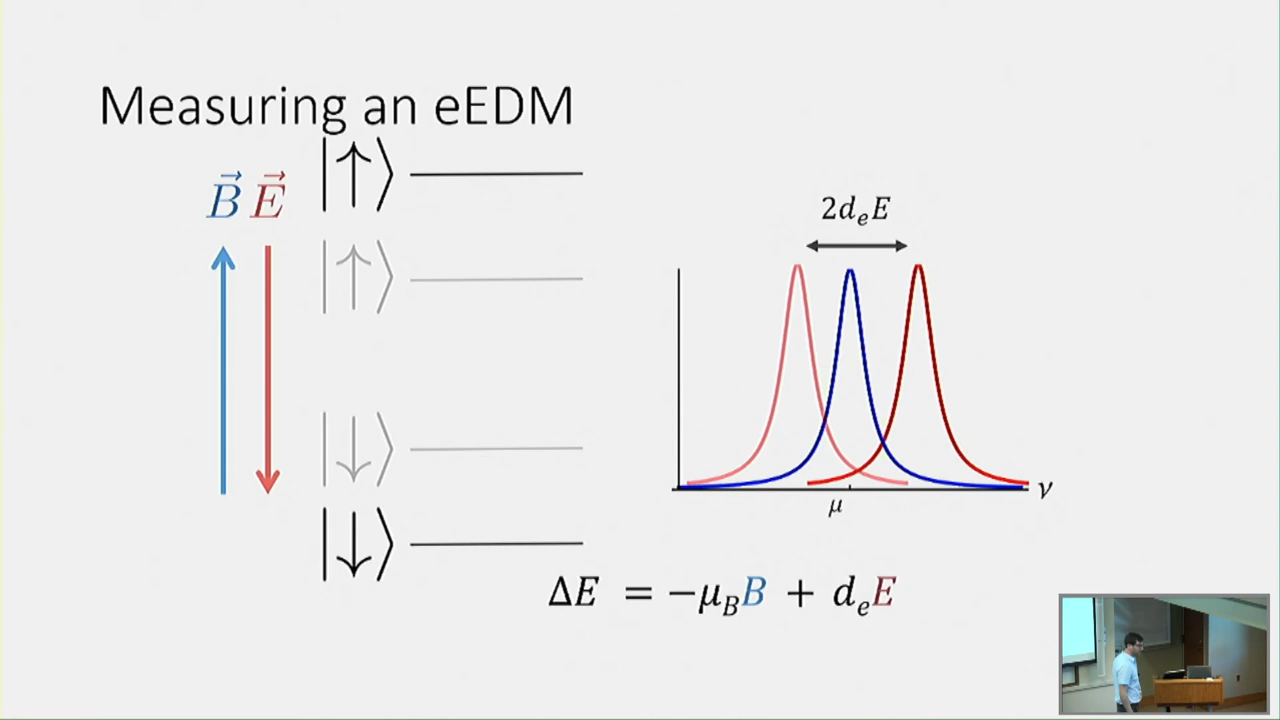 Measuring an eEDM
B⃗ E⃗
|↑⟩
|↑⟩
|↓⟩
|↓⟩
2dₑE
μ
ν
ΔE = −μ_B B + dₑE